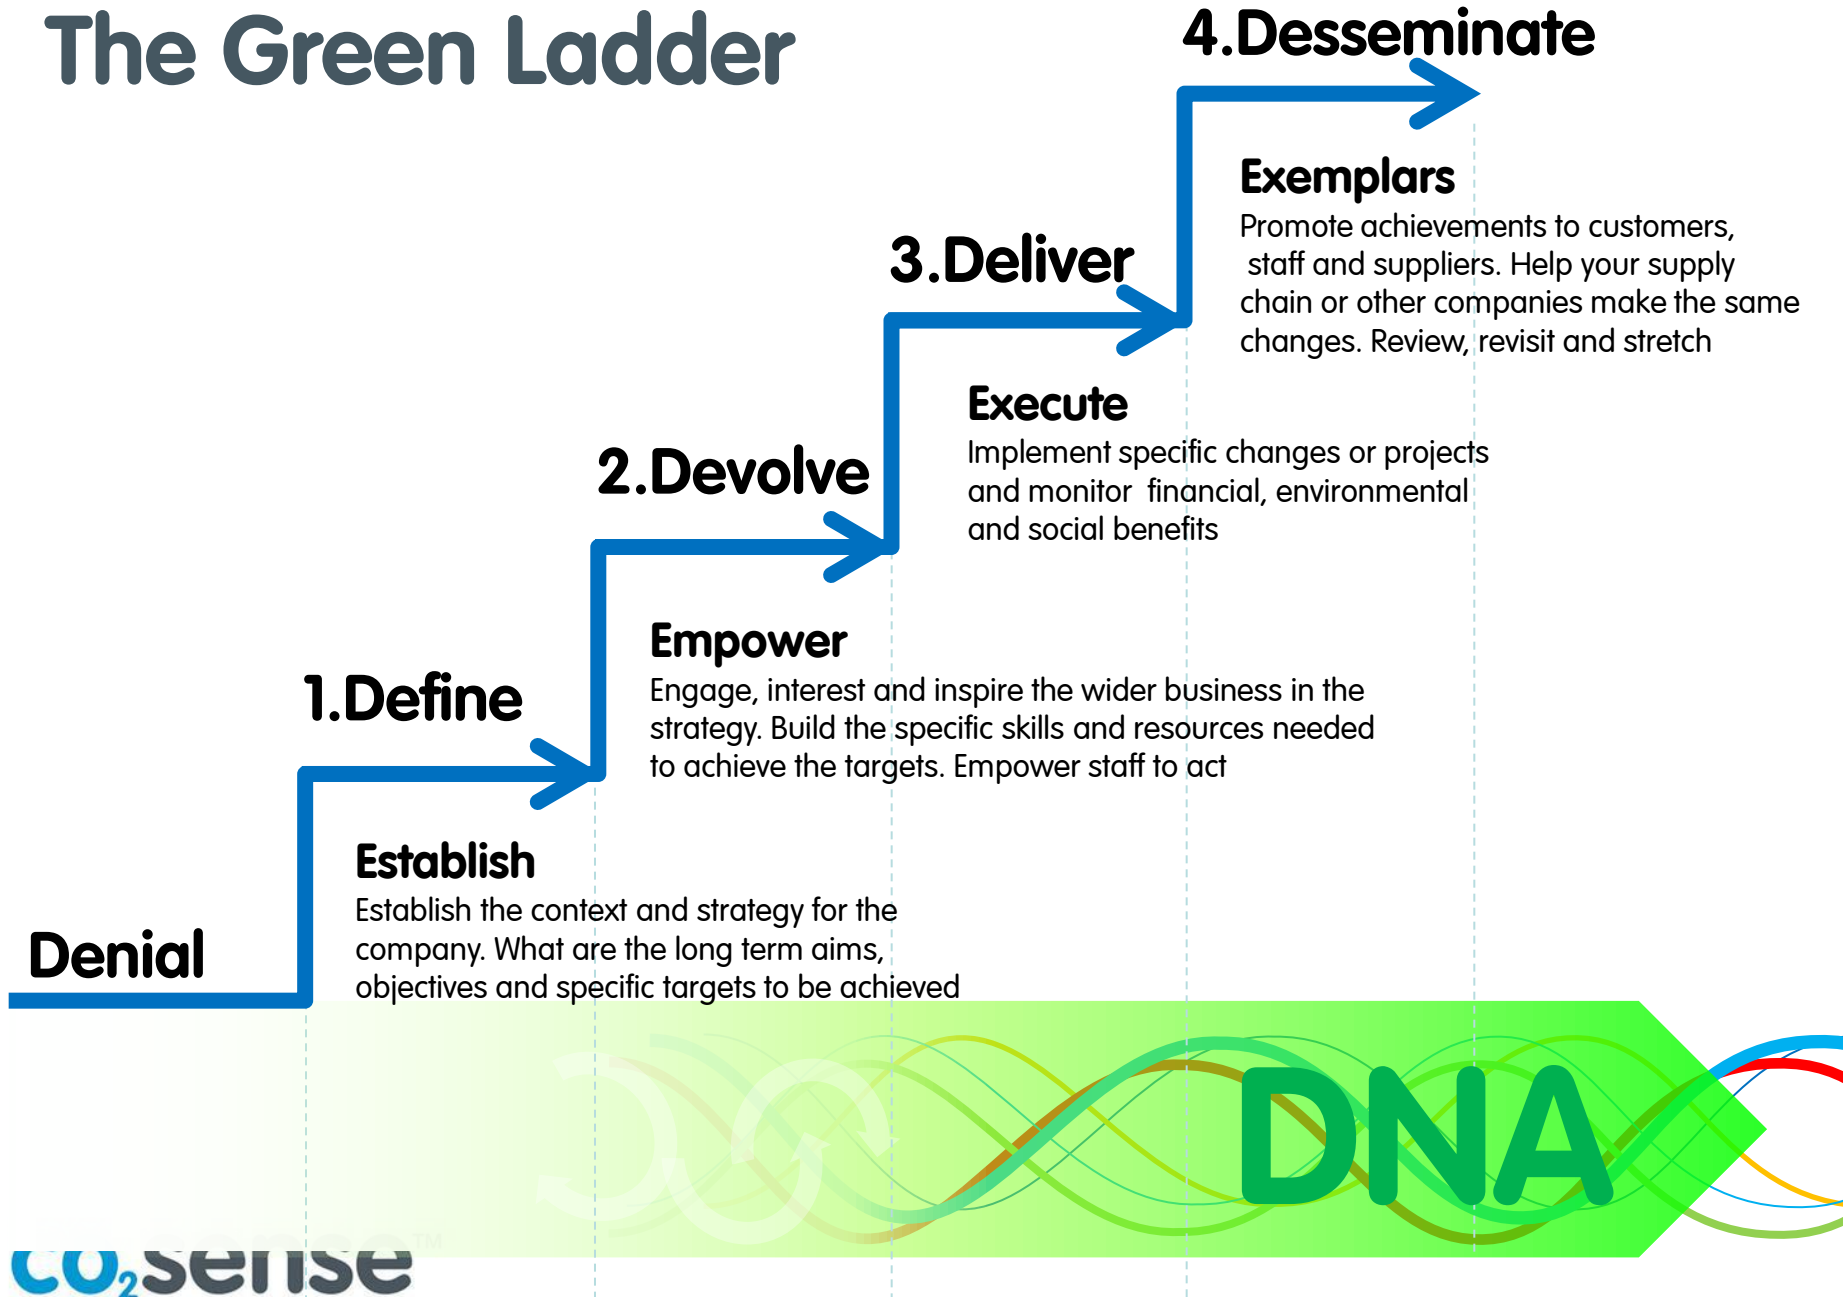 The Green Ladder
4.Desseminate
Exemplars
Promote achievements to customers,
staff and suppliers. Help your supply
chain or other companies make the same
changes. Review, revisit and stretch
3.Deliver
Execute
Implement specific changes or projects
and monitor financial, environmental
and social benefits
2.Devolve
Empower
Engage, interest and inspire the wider business in the
strategy. Build the specific skills and resources needed
to achieve the targets. Empower staff to act
1.Define
Establish
Establish the context and strategy for the
company. What are the long term aims,
objectives and specific targets to be achieved
Denial
DNA
co₂sense™